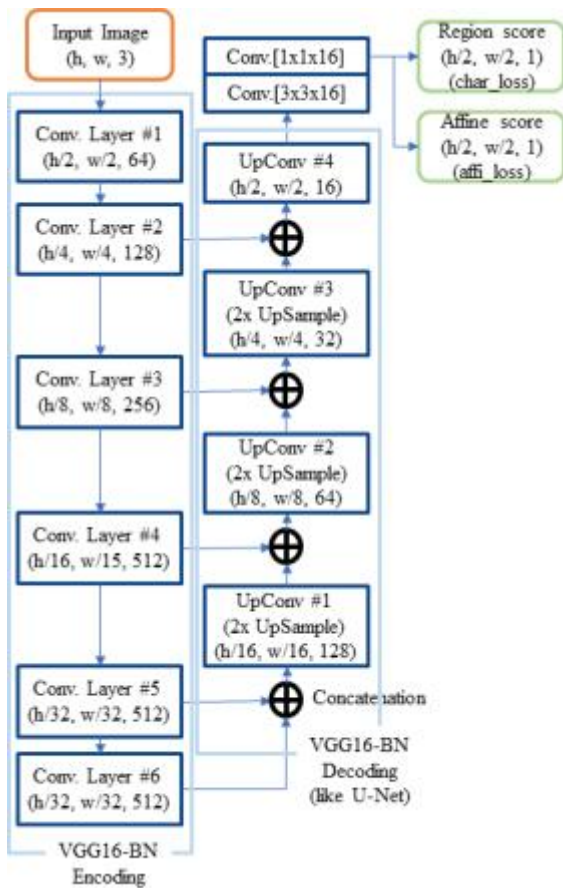 Input Image
(h, w, 3)
Conv. Layer #1
(h/2, w/2, 64)
Conv. Layer #2
(h/4, w/4, 128)
Conv. Layer #3
(h/8, w/8, 256)
Conv. Layer #4
(h/16, w/15, 512)
Conv. Layer #5
(h/32, w/32, 512)
Conv. Layer #6
(h/32, w/32, 512)
VGG16-BN
Encoding
Conv.[1x1x16]
Conv.[3x3x16]
UpConv #4
(h/2, w/2, 16)
UpConv #3
(2x UpSample)
(h/4, w/4, 32)
UpConv #2
(2x UpSample)
(h/8, w/8, 64)
UpConv #1
(2x UpSample)
(h/16, w/16, 128)
Concatenation
VGG16-BN
Decoding
(like U-Net)
Region score
(h/2, w/2, 1)
(char_loss)
Affine score
(h/2, w/2, 1)
(affi_loss)